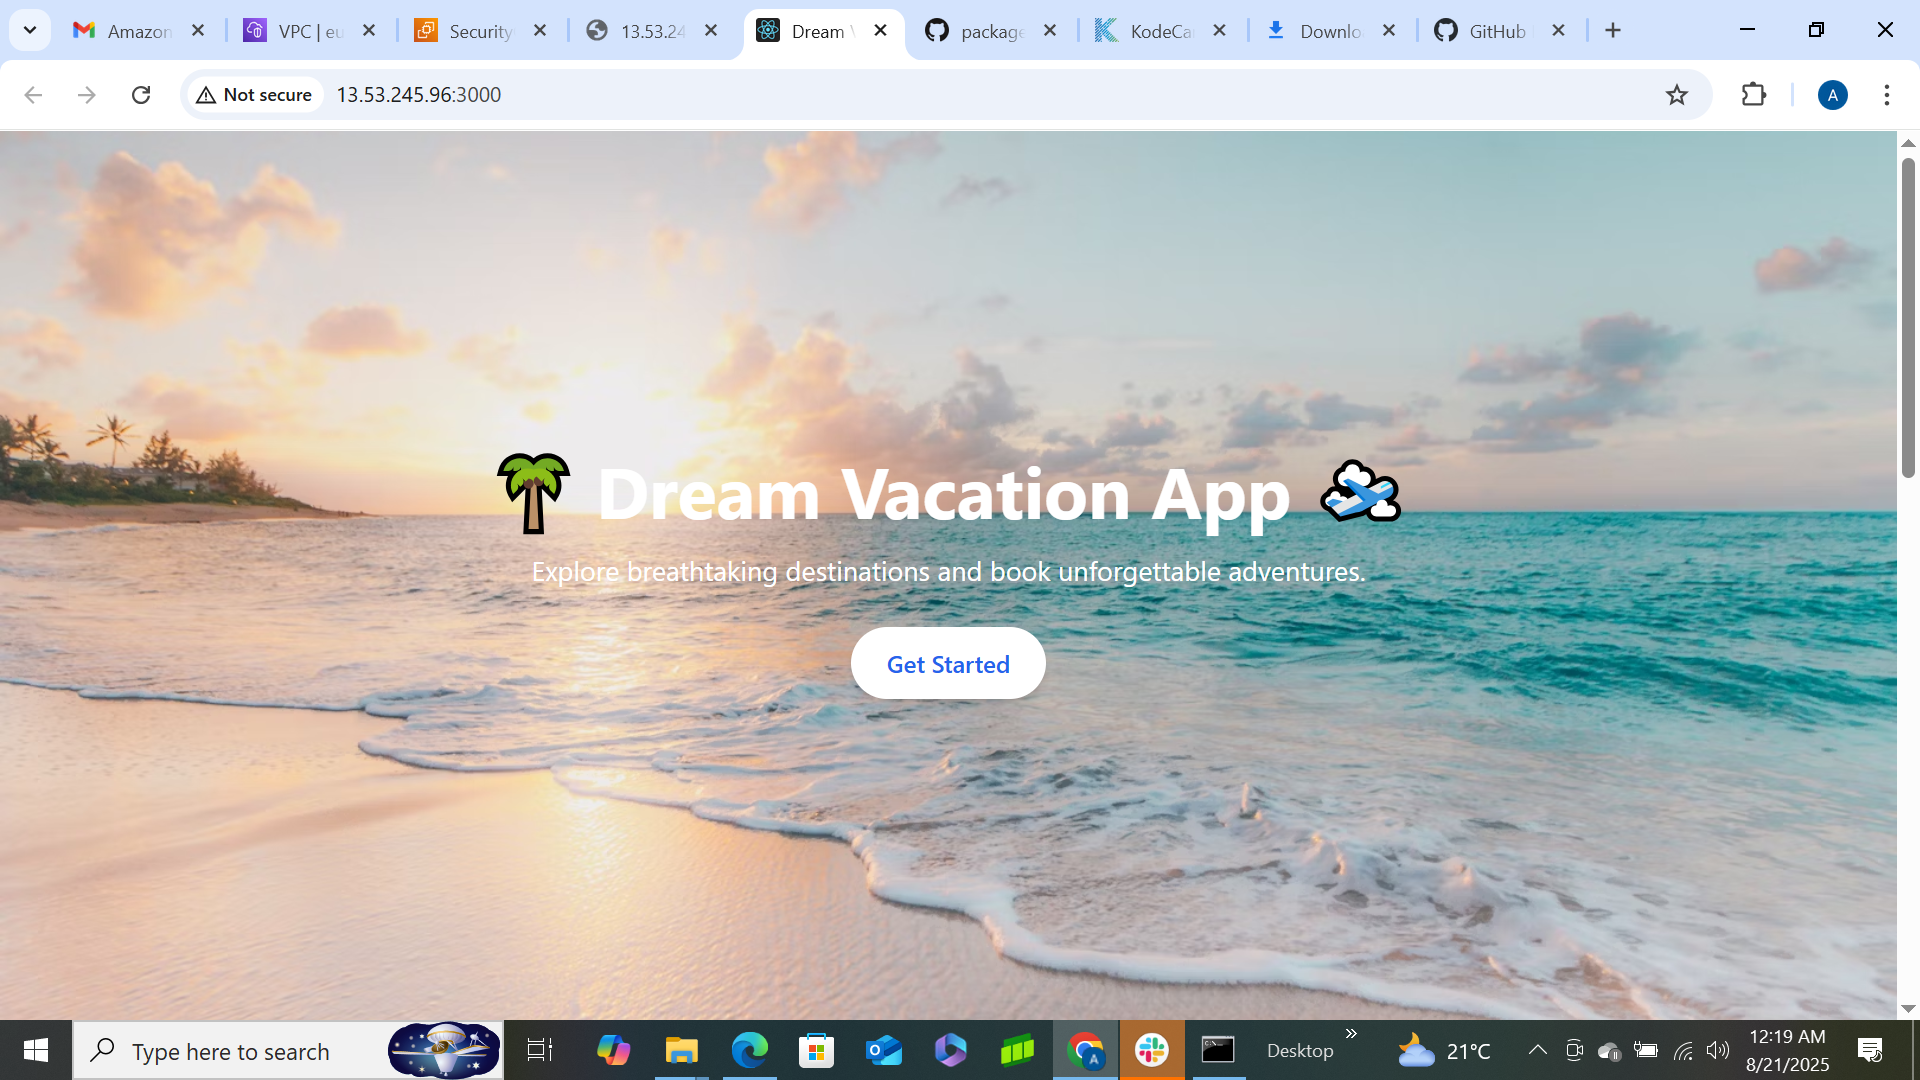 Amazon
VPC | eu
Security
13.53.24
Dream V
package
KodeCa
Downlo
GitHub
Not secure
13.53.245.96:3000
A
Dream Vacation App
Explore breathtaking destinations and book unforgettable adventures.
Get Started
Type here to search
A
Desktop
21°C
12:19 AM
8/21/2025